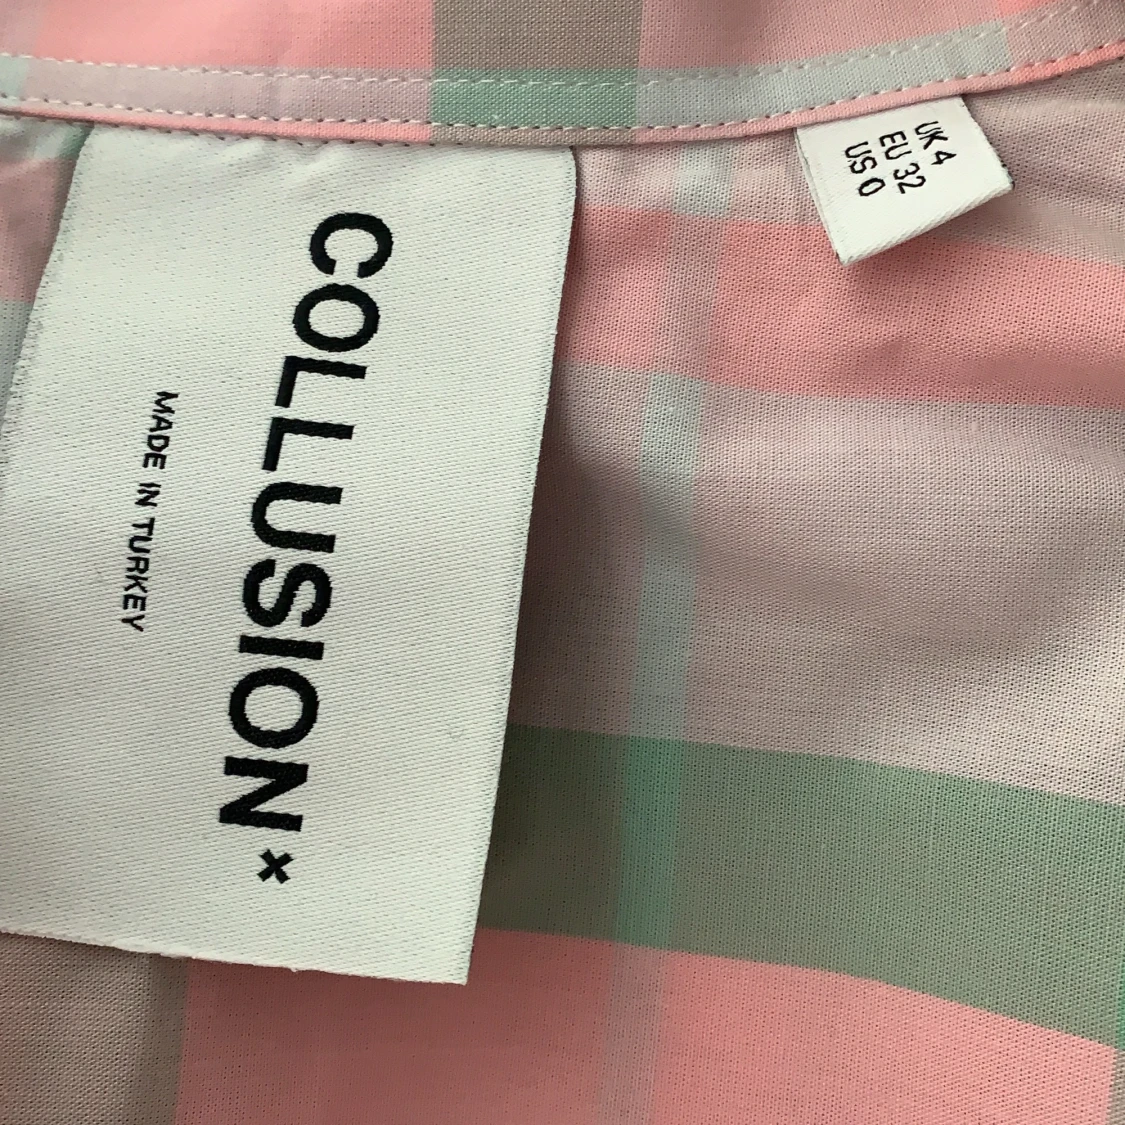 COLLUSION ×
MADE IN TURKEY
UK 4
EU 32
US 0